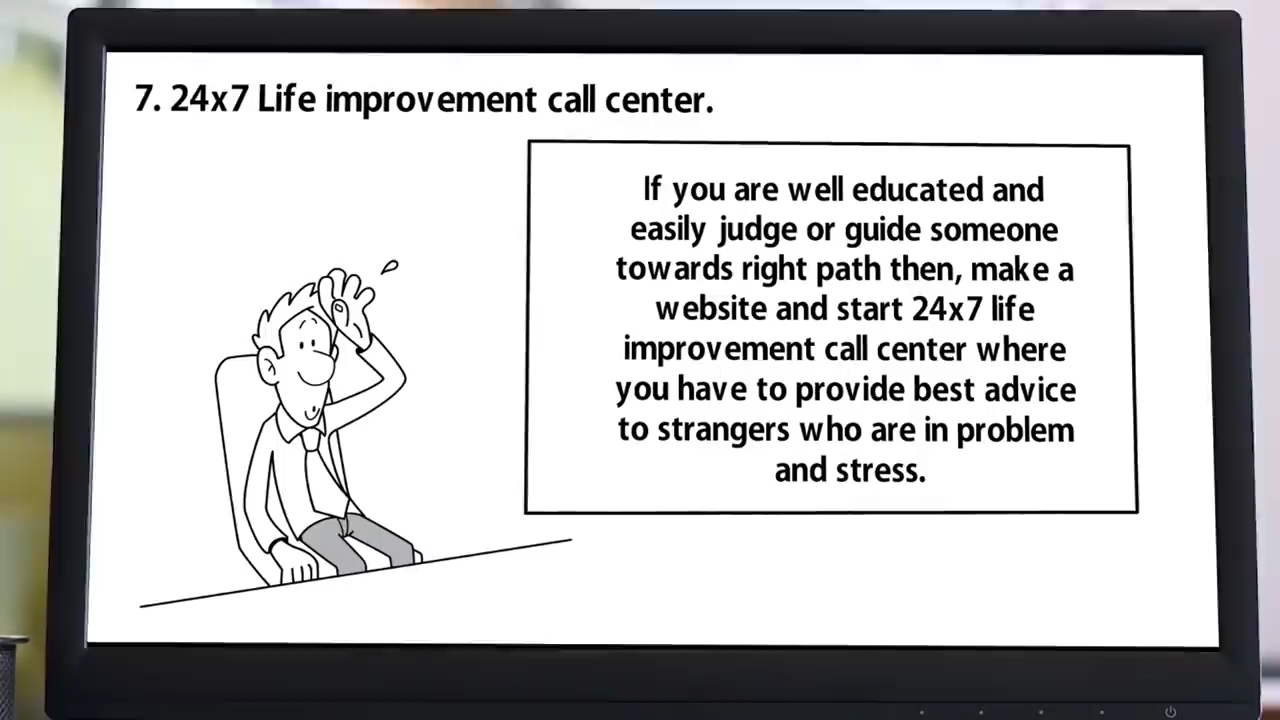 7. 24x7 Life improvement call center.
If you are well educated and
easily judge or guide someone
towards right path then, make a
website and start 24x7 life
improvement call center where
you have to provide best advice
to strangers who are in problem
and stress.